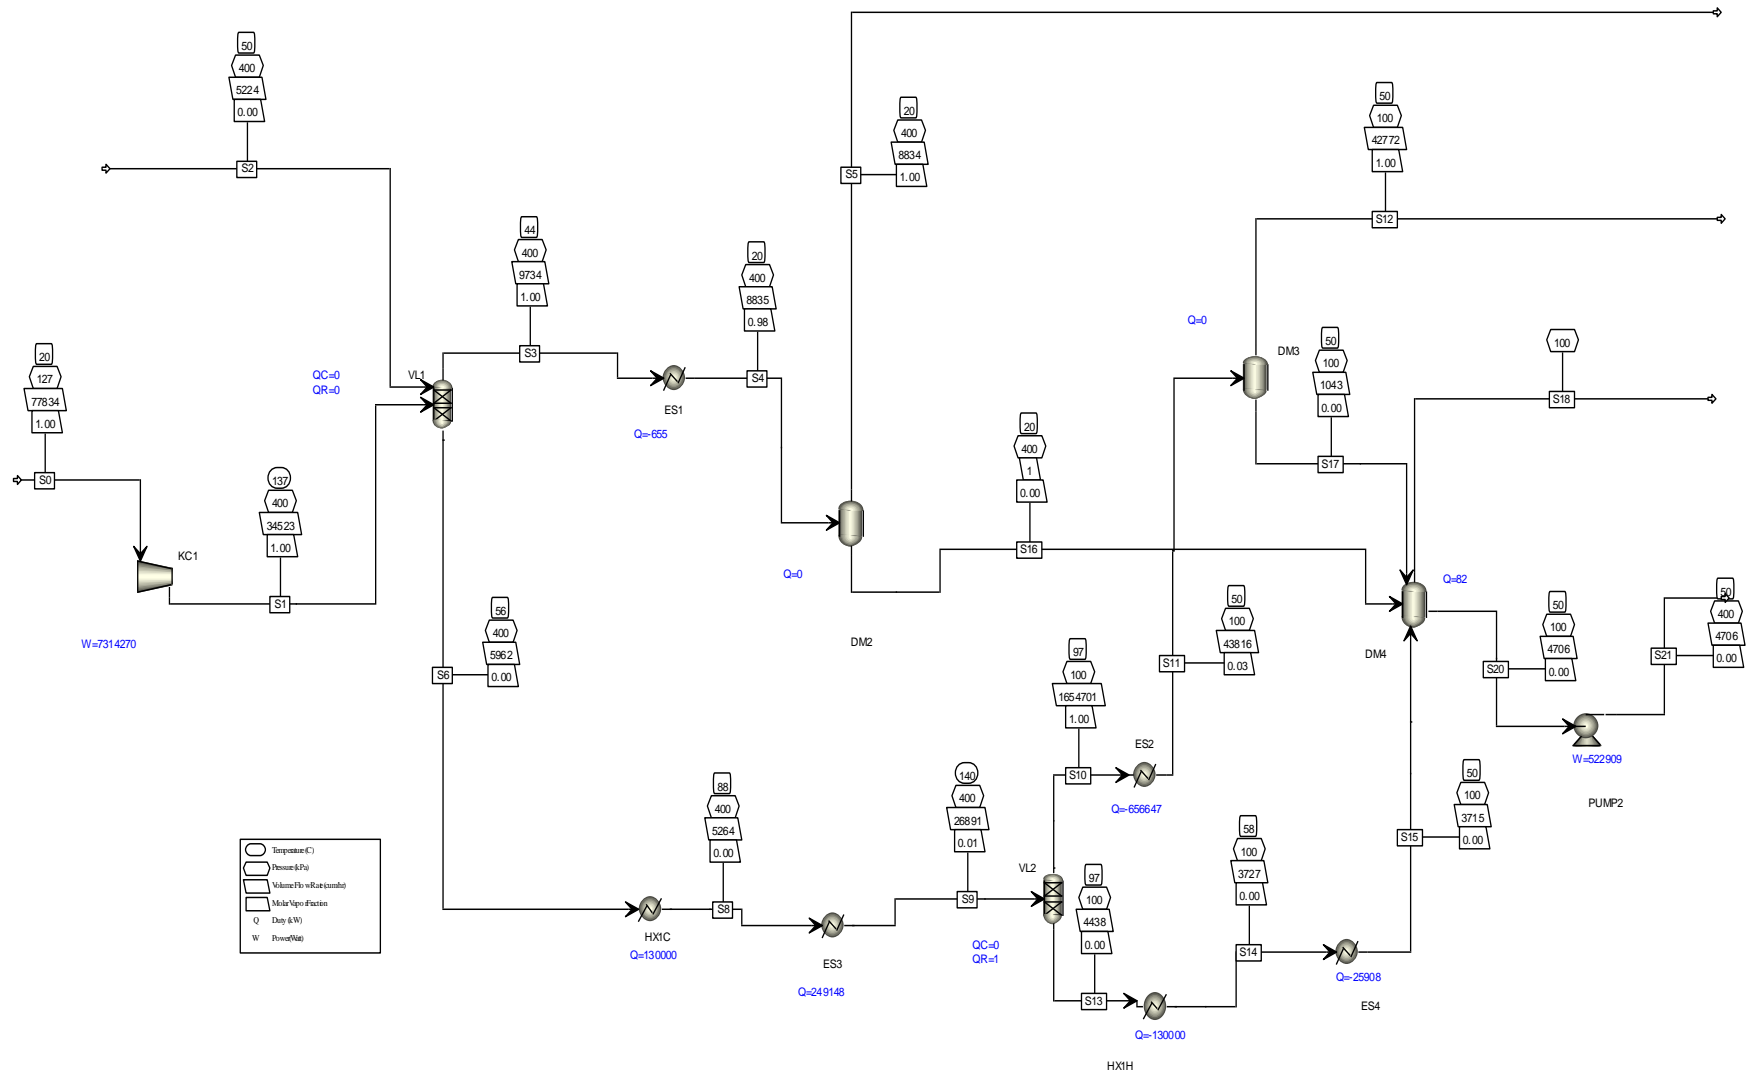 50
400
5224
0.00
S2
20
400
8834
1.00
S5
50
100
42772
1.00
S12
44
400
9734
1.00
S3
20
400
8835
0.98
S4
ES1
Q=-655
20
127
77834
1.00
S0
QC=0
QR=0
VL1
137
400
34523
1.00
S1
KC1
W=7314270
Q=0
DM3
50
100
1043
0.00
S17
100
S18
20
400
1
0.00
S16
Q=0
DM2
Q=82
DM4
56
400
5962
0.00
S6
50
100
43816
0.03
S11
97
100
1654701
1.00
S10
ES2
Q=-656647
50
100
4706
0.00
S20
50
400
4706
0.00
S21
W=522909
PUMP2
88
400
5264
0.00
S8
HX1C
Q=130000
ES3
Q=249148
140
400
26891
0.01
S9
VL2
QC=0
QR=1
97
100
4438
0.00
S13
Q=-130000
HX1H
58
100
3727
0.00
S14
Q=-25908
ES4
50
100
3715
0.00
S15
Temperature (C)
Pressure (kPa)
Volume Flow Rate (cum/hr)
Molar Vapor Fraction
Q Duty (kW)
W Power(Watt)